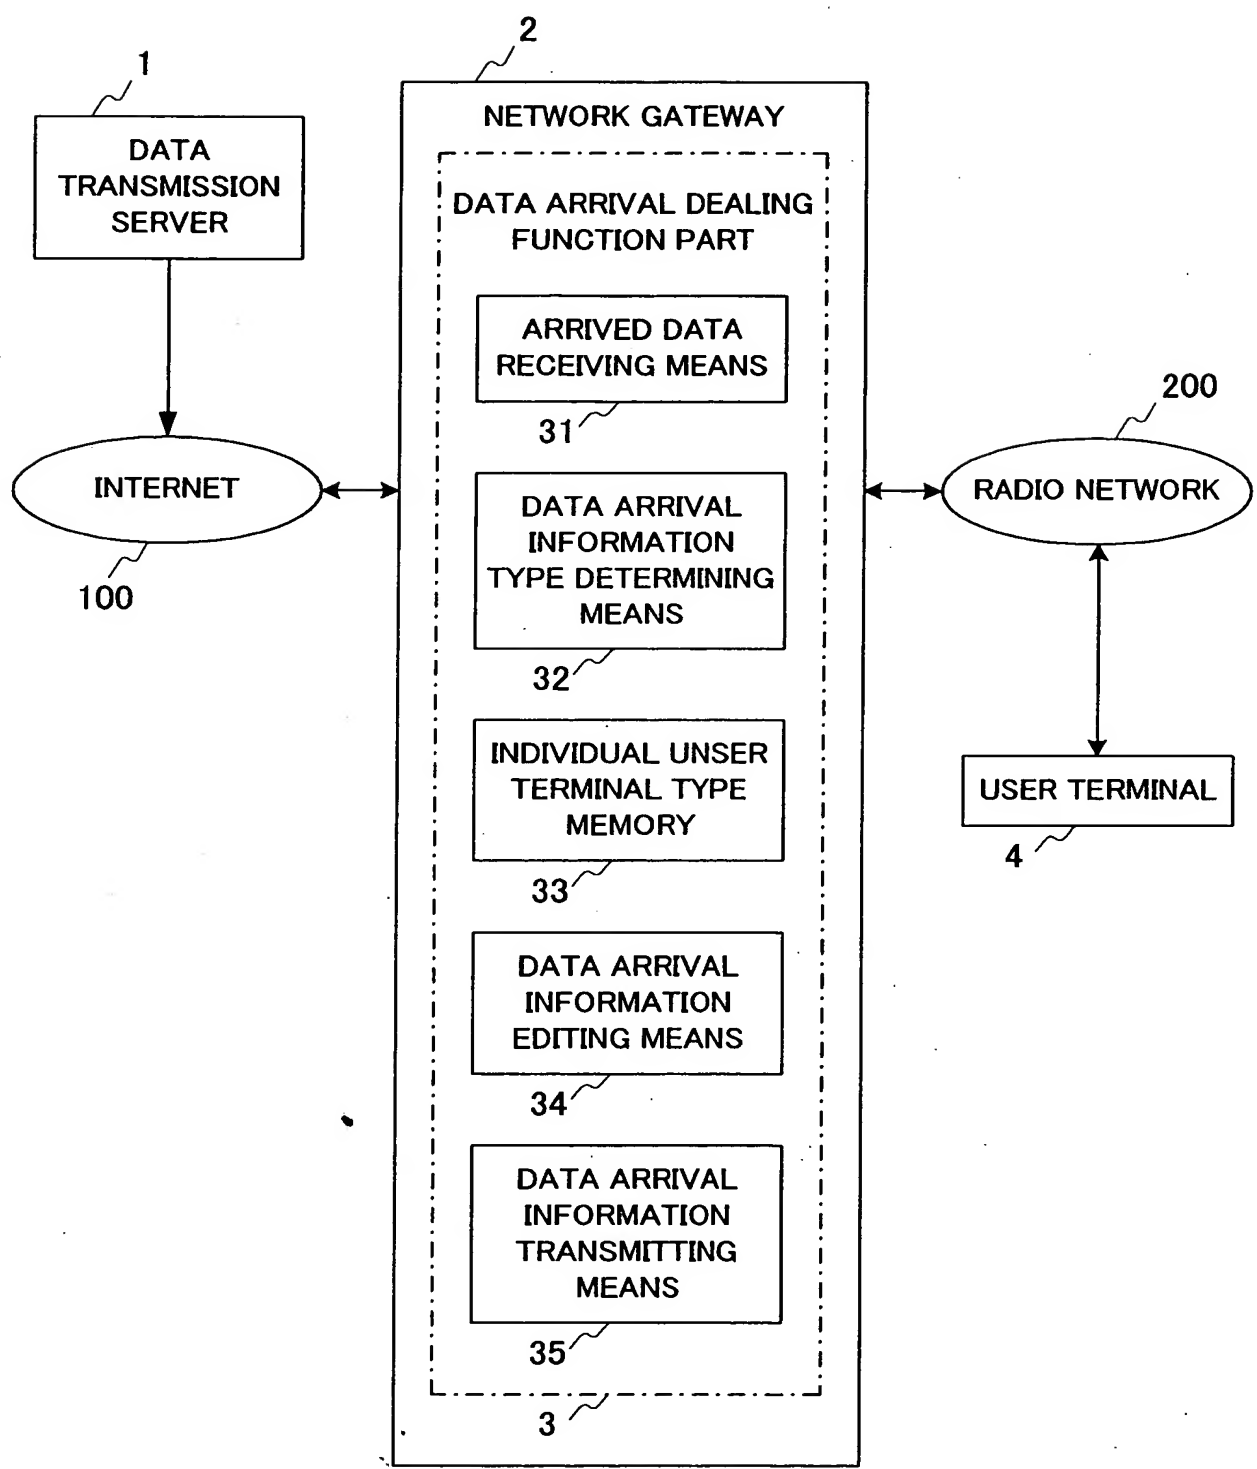 1
DATA
TRANSMISSION
SERVER
INTERNET
100
2
NETWORK GATEWAY
DATA ARRIVAL DEALING
FUNCTION PART
ARRIVED DATA
RECEIVING MEANS
31
DATA ARRIVAL
INFORMATION
TYPE DETERMINING
MEANS
32
INDIVIDUAL UNSER
TERMINAL TYPE
MEMORY
33
DATA ARRIVAL
INFORMATION
EDITING MEANS
34
DATA ARRIVAL
INFORMATION
TRANSMITTING
MEANS
35
3
200
RADIO NETWORK
USER TERMINAL
4